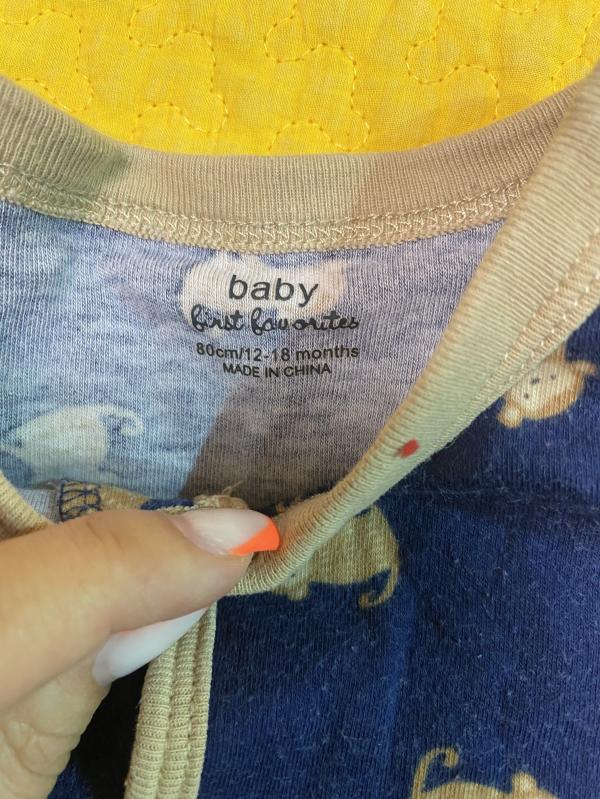 baby
first favorites
80cm/12-18 months
MADE IN CHINA